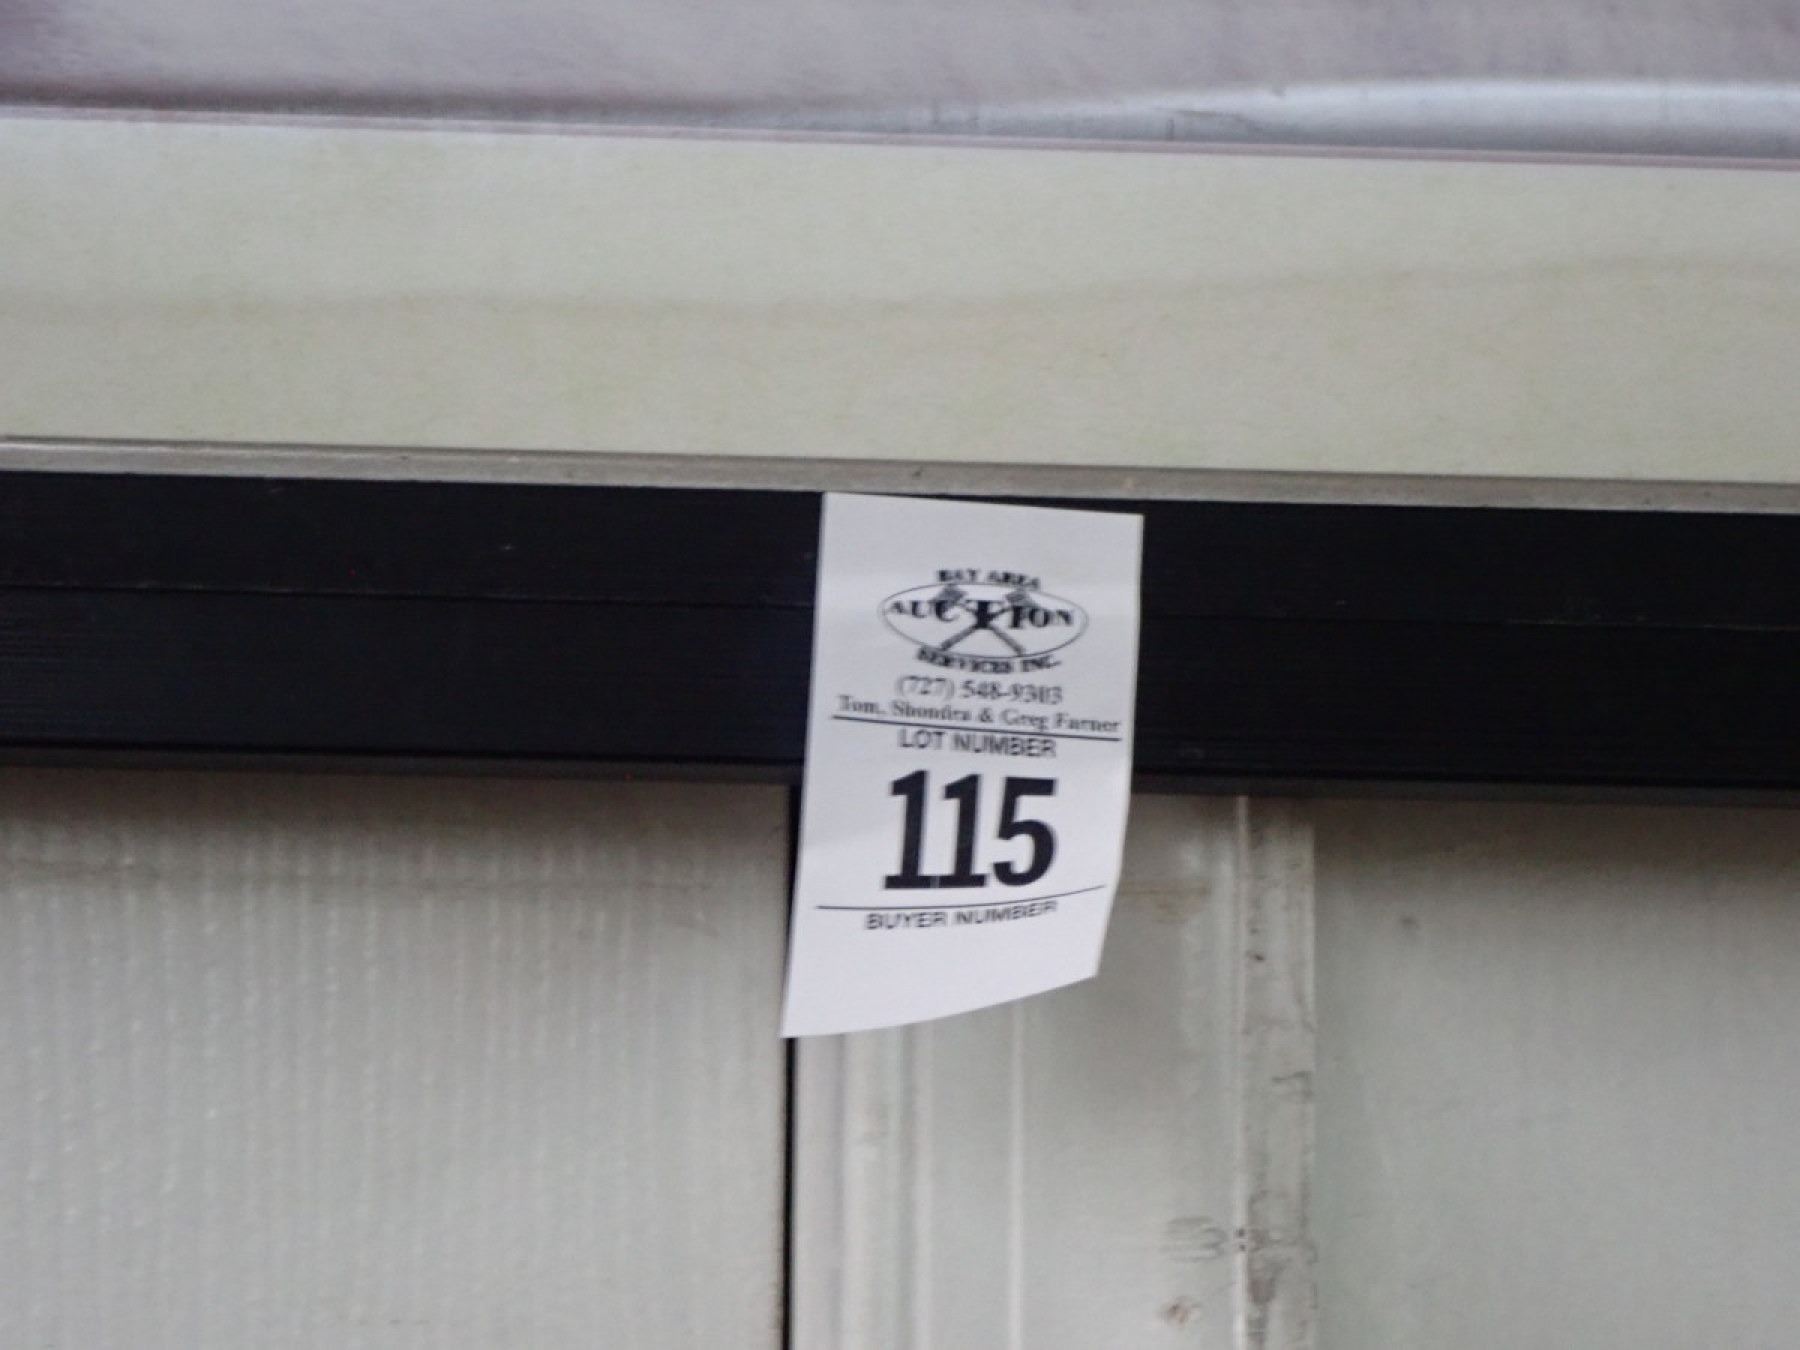 BAY AREA
AUCTION
SERVICES INC.
(727) 548-9303
Tom, Shondra & Greg Farner
LOT NUMBER
115
BUYER NUMBER